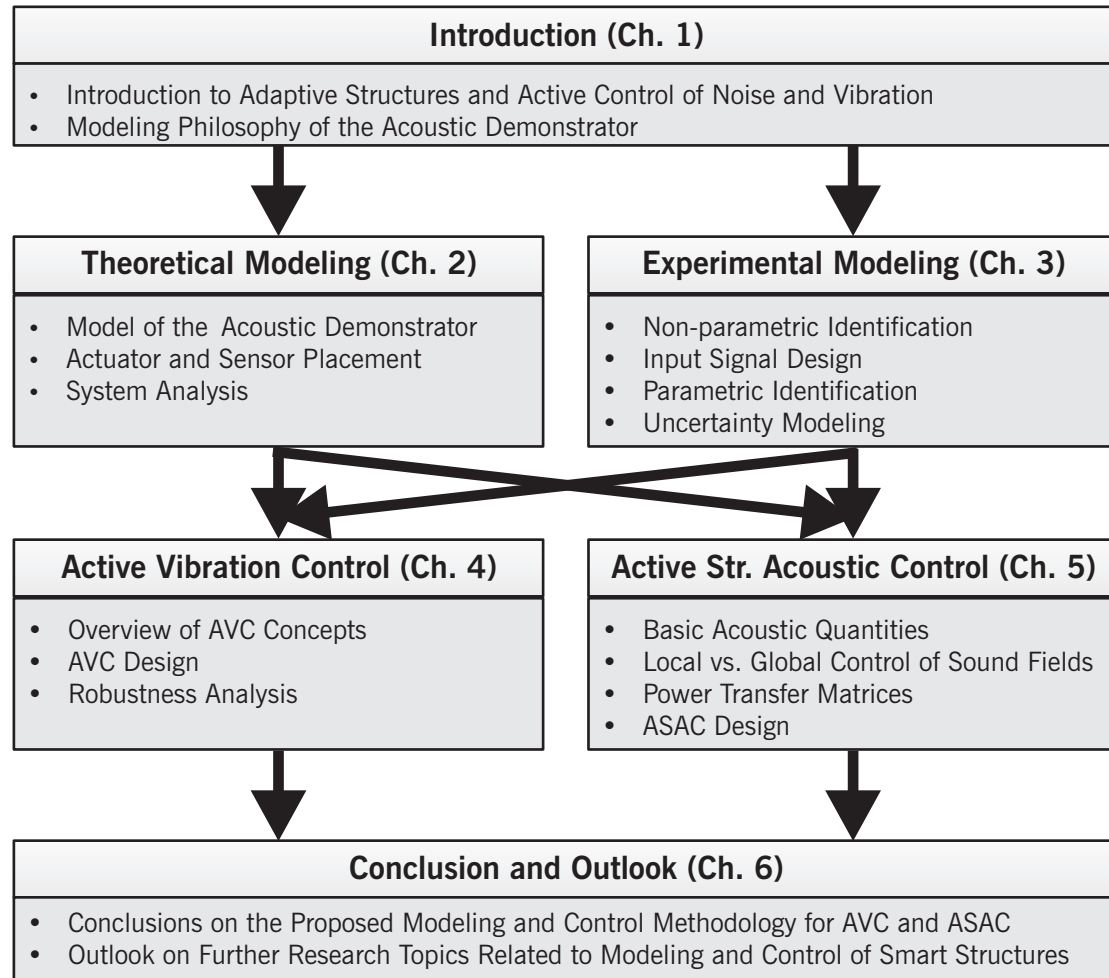 Introduction (Ch. 1)
• Introduction to Adaptive Structures and Active Control of Noise and Vibration
• Modeling Philosophy of the Acoustic Demonstrator
Theoretical Modeling (Ch. 2)
• Model of the Acoustic Demonstrator
• Actuator and Sensor Placement
• System Analysis
Experimental Modeling (Ch. 3)
• Non-parametric Identification
• Input Signal Design
• Parametric Identification
• Uncertainty Modeling
Active Vibration Control (Ch. 4)
• Overview of AVC Concepts
• AVC Design
• Robustness Analysis
Active Str. Acoustic Control (Ch. 5)
• Basic Acoustic Quantities
• Local vs. Global Control of Sound Fields
• Power Transfer Matrices
• ASAC Design
Conclusion and Outlook (Ch. 6)
• Conclusions on the Proposed Modeling and Control Methodology for AVC and ASAC
• Outlook on Further Research Topics Related to Modeling and Control of Smart Structures